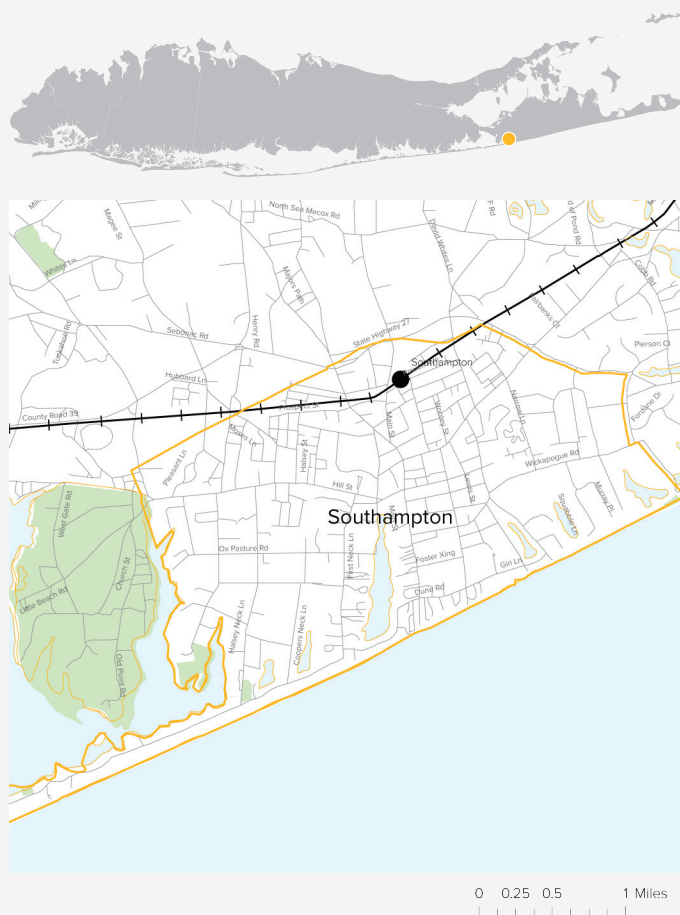 North Sea Mecox Rd
Magee St
David Whites Ln
Whites Ln
Majors Path
Cobb Rd
Fairbanks Ct
Tuckahoe Rd
Sebonac Rd
Henry Rd
State Highway 27
Pierson Ct
Southampton
Hubbard Ln
Prospect St
County Road 39
Main St
Wooley St
Narrow Ln
Fordune Dr
Moses Ln
Halsey St
Pleasant Ln
Wickapogue Rd
Hill St
Lewis St
West Gate Rd
Murray Pl
Squabble Ln
Southampton
Ox Pasture Rd
First Neck Ln
Foster Xing
Gin Ln
Church St
Little Beach Rd
Dune Rd
Halsey Neck Ln
Coopers Neck Ln
Old Point Rd
0 0.25 0.5 1 Miles